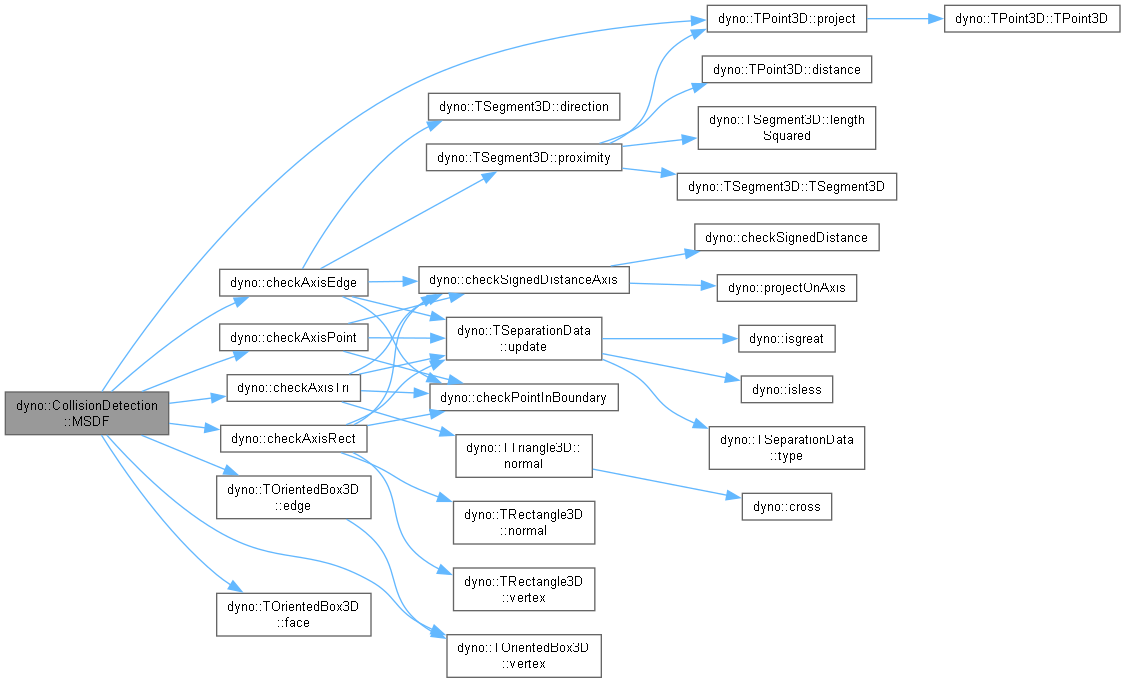 dyno::TPoint3D::project
dyno::TPoint3D::TPoint3D
dyno::TPoint3D::distance
dyno::TSegment3D::direction
dyno::TSegment3D::length
Squared
dyno::TSegment3D::proximity
dyno::TSegment3D::TSegment3D
dyno::checkSignedDistance
dyno::checkAxisEdge
dyno::checkSignedDistanceAxis
dyno::projectOnAxis
dyno::checkAxisPoint
dyno::TSeparationData
::update
dyno::isgreat
dyno::checkAxisTri
dyno::isless
dyno::checkPointInBoundary
dyno::CollisionDetection
::MSDF
dyno::checkAxisRect
dyno::TTriangle3D::
normal
dyno::TSeparationData
::type
dyno::TOrientedBox3D
::edge
dyno::cross
dyno::TRectangle3D
::normal
dyno::TRectangle3D
::vertex
dyno::TOrientedBox3D
::face
dyno::TOrientedBox3D
::vertex